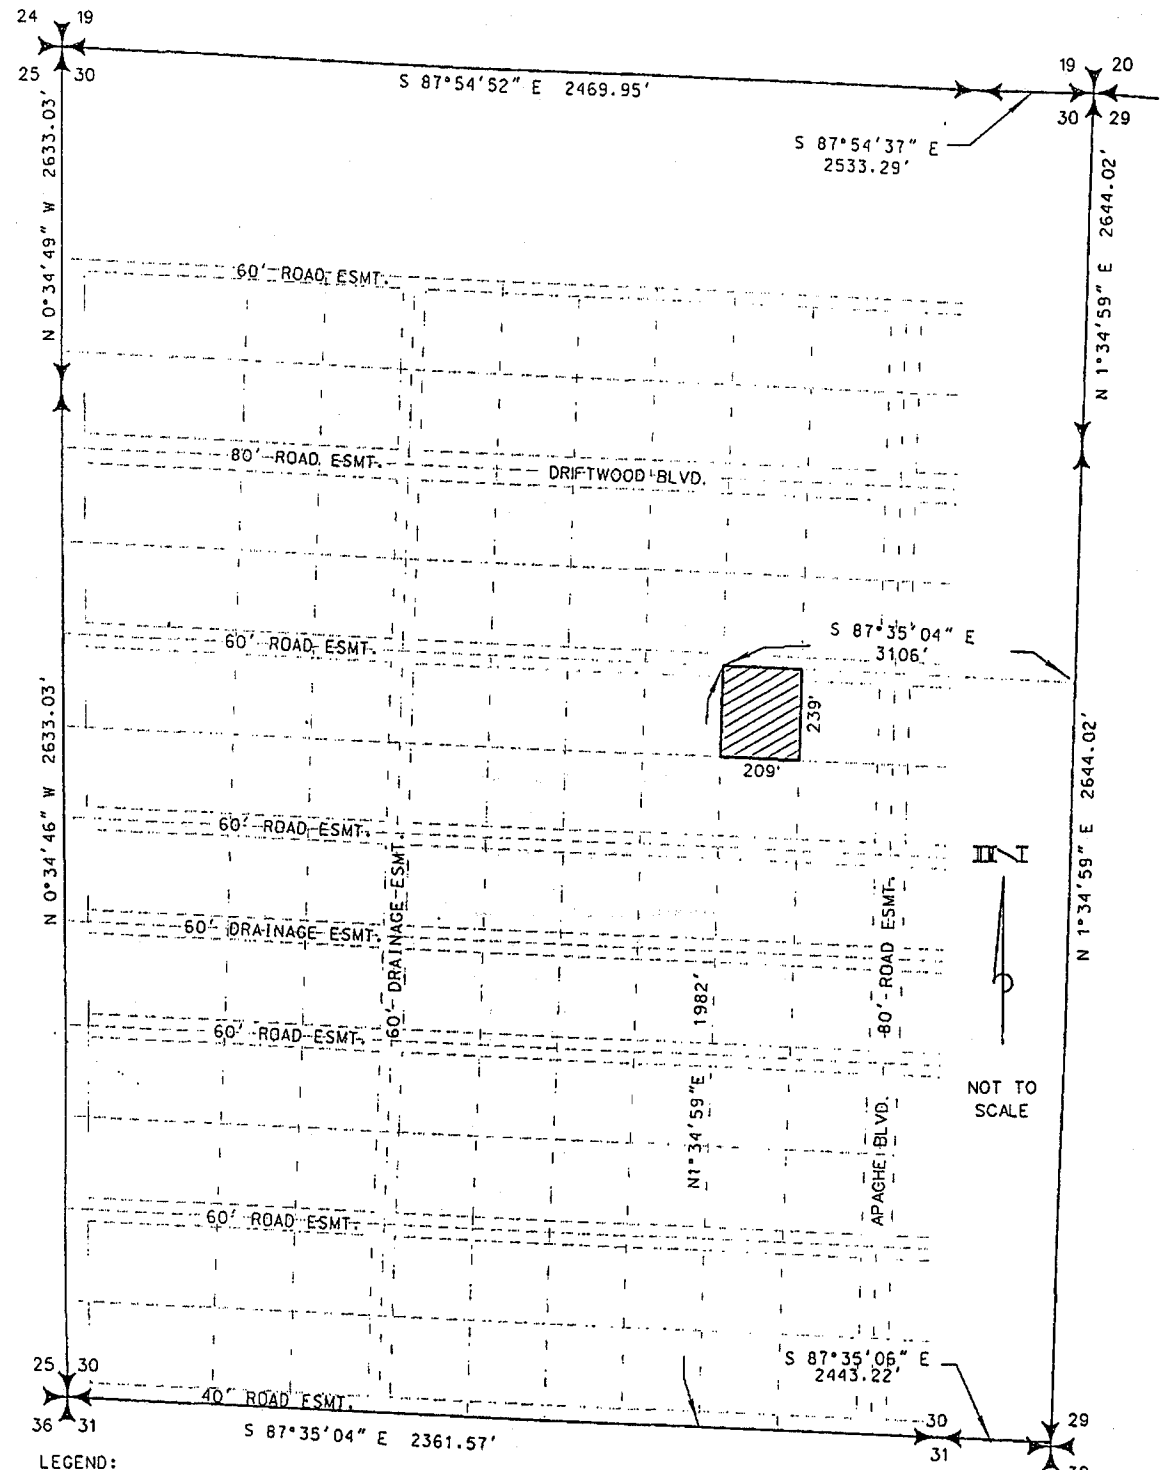 24 19
25 30
19 20
30 29
S 87°54'52" E 2469.95'
S 87°54'37" E
2533.29'
N 0°34'49" W 2633.03'
N 1°34'59" E 2644.02'
60' ROAD ESMT.
80' ROAD ESMT.
DRIFTWOOD BLVD.
60' ROAD ESMT.
S 87°35'04" E
3106'
239'
209'
N 0°34'46" W 2633.03'
N 1°34'59" E 2644.02'
60' ROAD ESMT.
60' DRAINAGE ESMT.
60' DRAINAGE ESMT.
80' ROAD ESMT.
N
60' ROAD ESMT.
N1°34'59"E 1982'
NOT TO
SCALE
APACHE BLVD.
60' ROAD ESMT.
S 87°35'06" E
2443.22'
25 30
36 31
40' ROAD ESMT.
S 87°35'04" E 2361.57'
30
31
29
LEGEND: